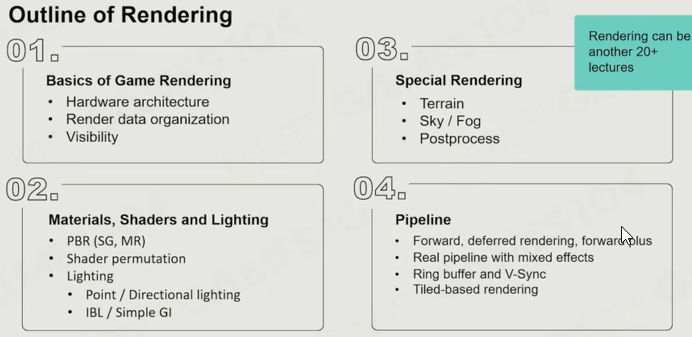 Outline of Rendering
01.
Basics of Game Rendering
• Hardware architecture
• Render data organization
• Visibility
02.
Materials, Shaders and Lighting
• PBR (SG, MR)
• Shader permutation
• Lighting
• Point / Directional lighting
• IBL / Simple GI
03.
Special Rendering
• Terrain
• Sky / Fog
• Postprocess
04.
Pipeline
• Forward, deferred rendering, forward plus
• Real pipeline with mixed effects
• Ring buffer and V-Sync
• Tiled-based rendering
Rendering can be
another 20+
lectures